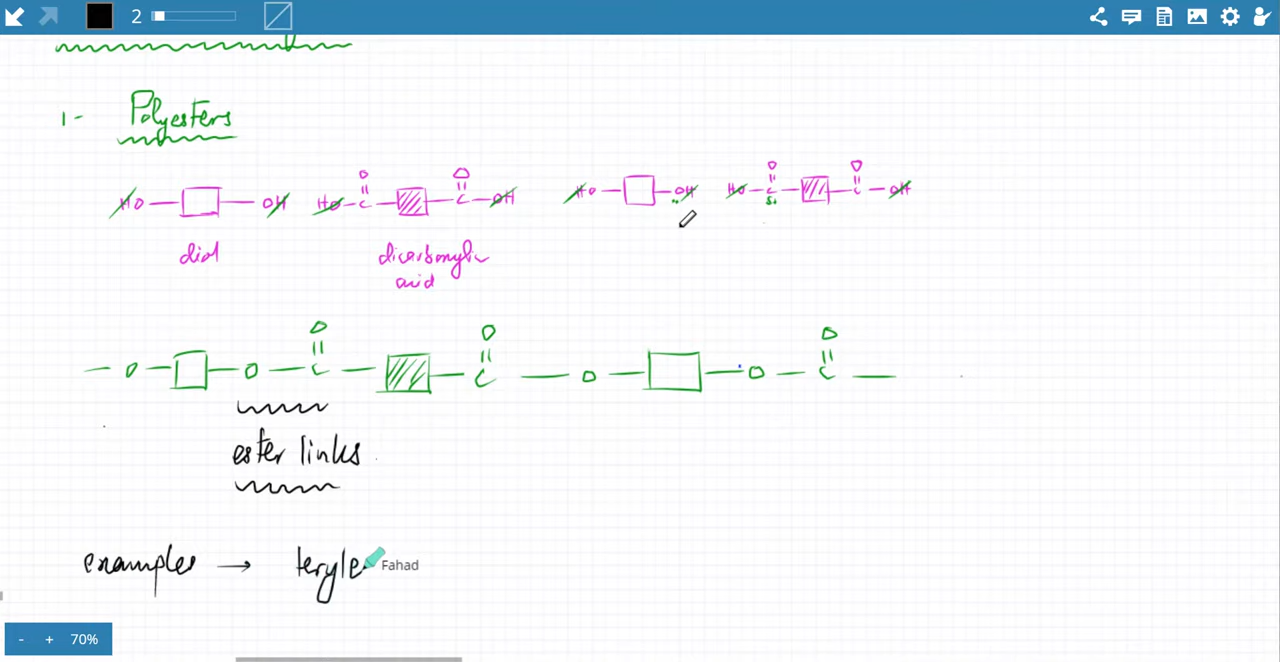 2
1- Polyesters
O O O O
HO OH HO C C OH HO OH HO C C OH
diol dicarboxylic
acid
O O O
O O C C O O C
ester links
examples → teryle Fahad
- + 70%